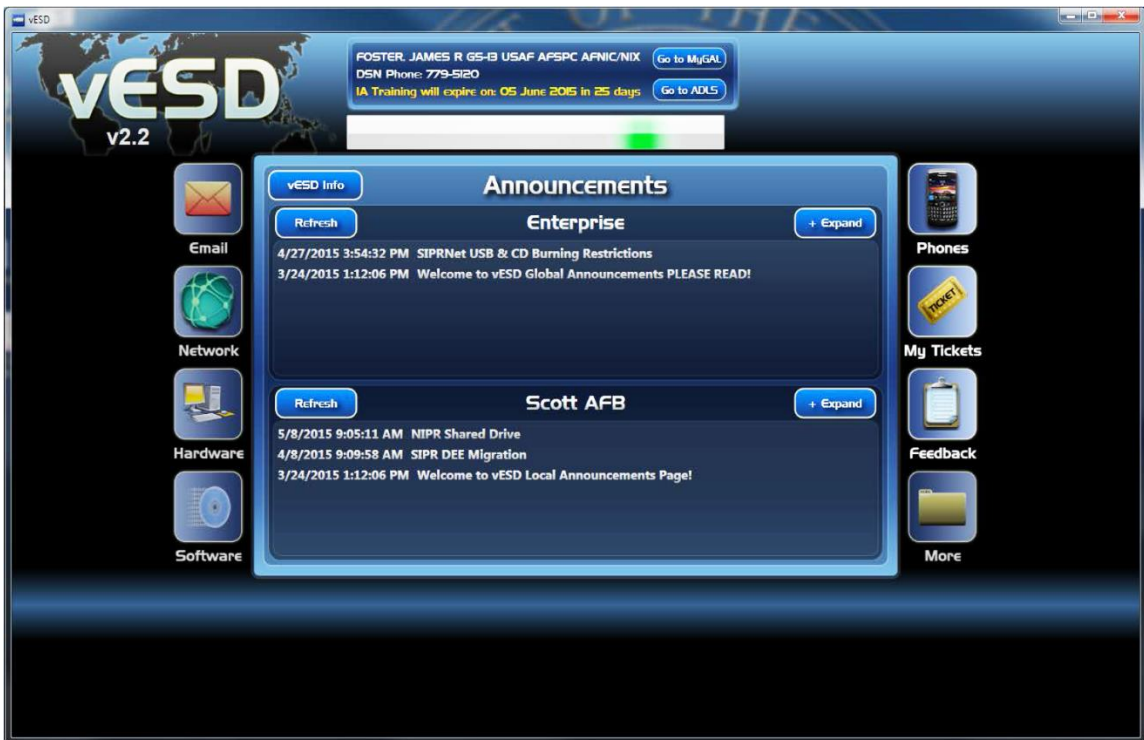 vESD
vESD
v2.2
FOSTER, JAMES R GS-13 USAF AFSPC AFNIC/NIX
Go to MyGAL
DSN Phone: 779-5120
IA Training will expire on: 05 June 2015 in 25 days
Go to ADLS
vESD Info
Announcements
Refresh
Enterprise
+ Expand
4/27/2015 3:54:32 PM SIPRNet USB & CD Burning Restrictions
3/24/2015 1:12:06 PM Welcome to vESD Global Announcements PLEASE READ!
Refresh
Scott AFB
+ Expand
5/8/2015 9:05:11 AM NIPR Shared Drive
4/8/2015 9:09:58 AM SIPR DEE Migration
3/24/2015 1:12:06 PM Welcome to vESD Local Announcements Page!
Email
Network
Hardware
Software
Phones
TICKET
My Tickets
Feedback
More